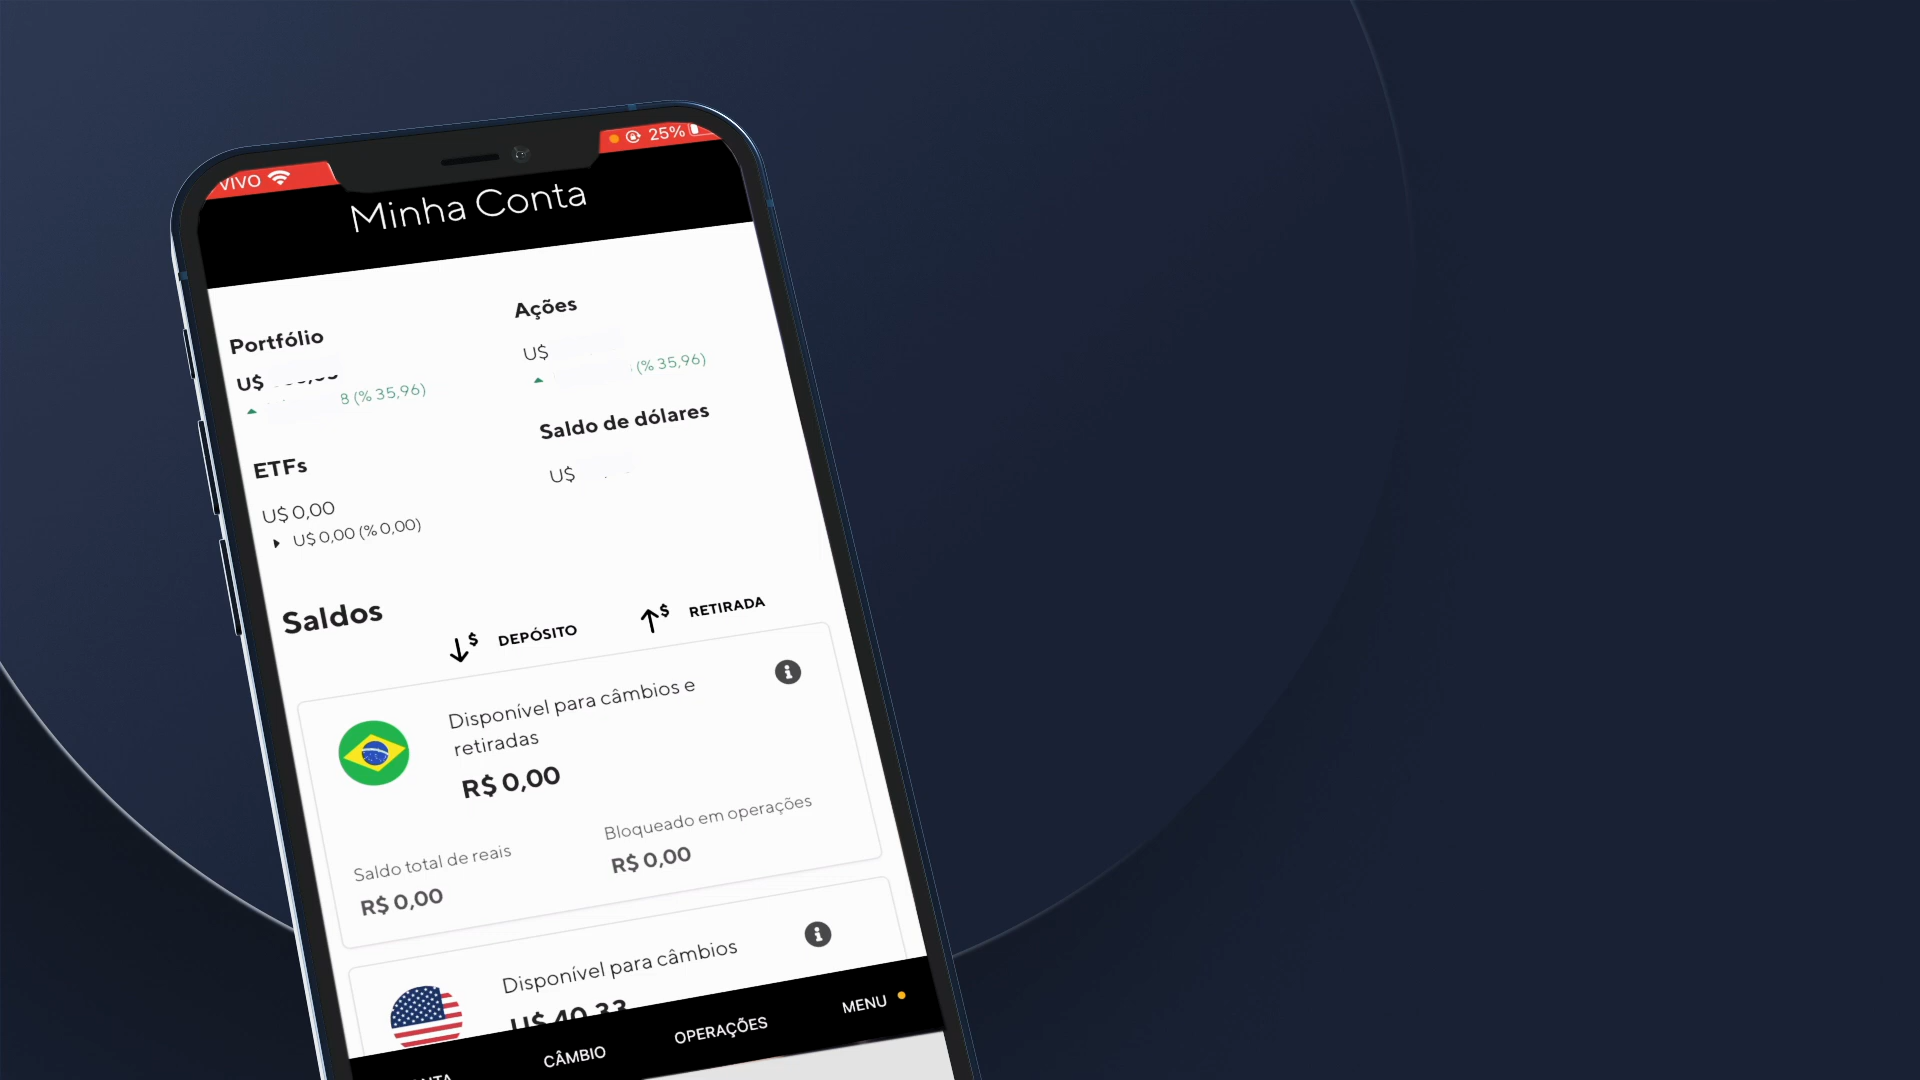 VIVO
25%
Minha Conta
Portfólio
U$
8 (% 35,96)
Ações
U$
(% 35,96)
ETFs
U$ 0,00
U$ 0,00 (% 0,00)
Saldo de dólares
U$
Saldos
$ DEPÓSITO
$ RETIRADA
Disponível para câmbios e
retiradas
R$ 0,00
Saldo total de reais
R$ 0,00
Bloqueado em operações
R$ 0,00
Disponível para câmbios
U$ 40,33
CÂMBIO
OPERAÇÕES
MENU